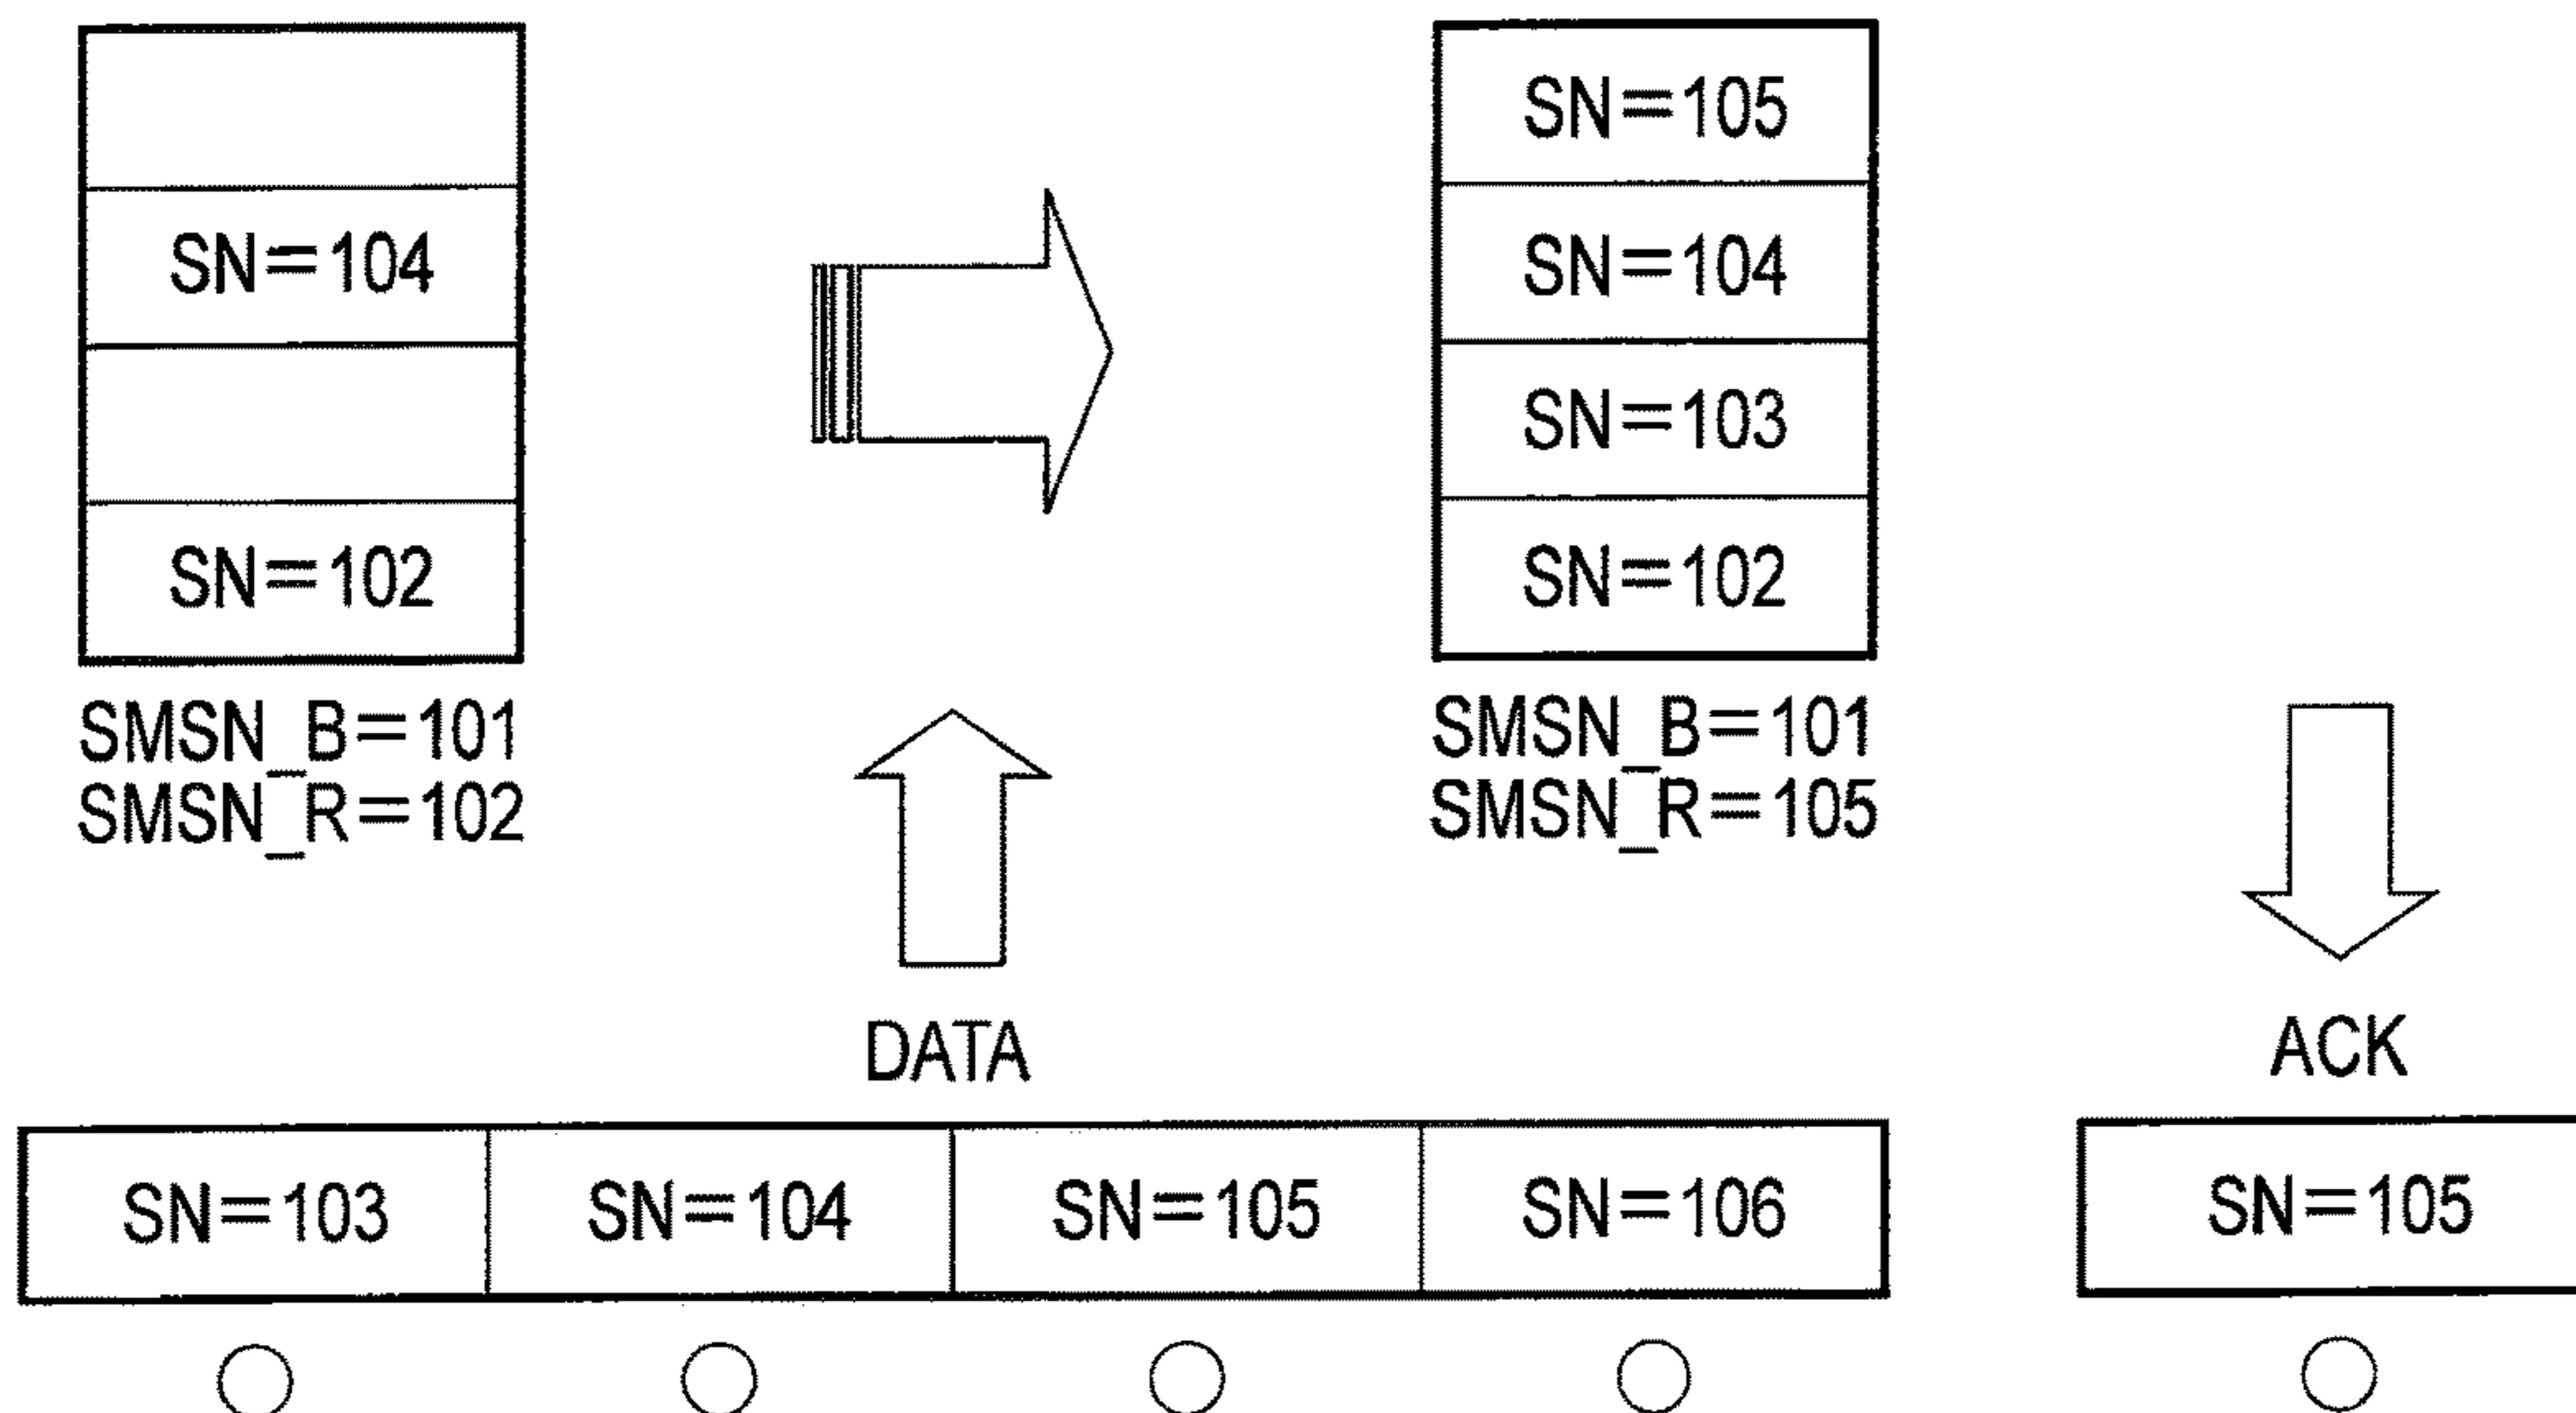 SN=104
SN=102
SMSN_B=101
SMSN_R=102
SN=105
SN=104
SN=103
SN=102
SMSN_B=101
SMSN_R=105
DATA
SN=103 SN=104 SN=105 SN=106
ACK
SN=105